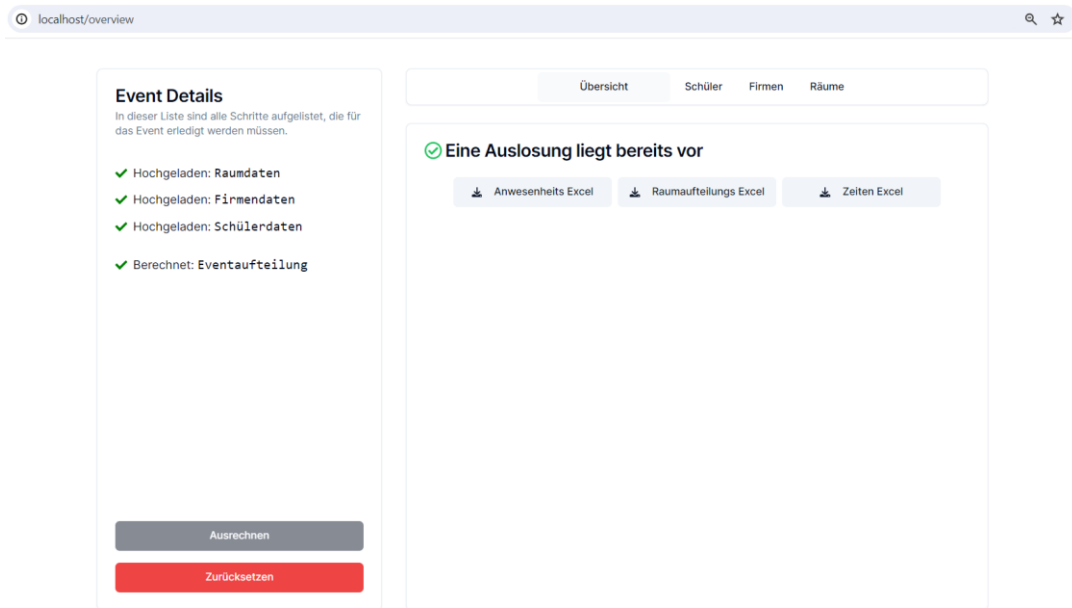 localhost/overview
Event Details
In dieser Liste sind alle Schritte aufgelistet, die für
das Event erledigt werden müssen.
Hochgeladen: Raumdaten
Hochgeladen: Firmendaten
Hochgeladen: Schülerdaten
Berechnet: Eventaufteilung
Ausrechnen
Zurücksetzen
Übersicht Schüler Firmen Räume
Eine Auslosung liegt bereits vor
Anwesenheits Excel Raumaufteilungs Excel Zeiten Excel